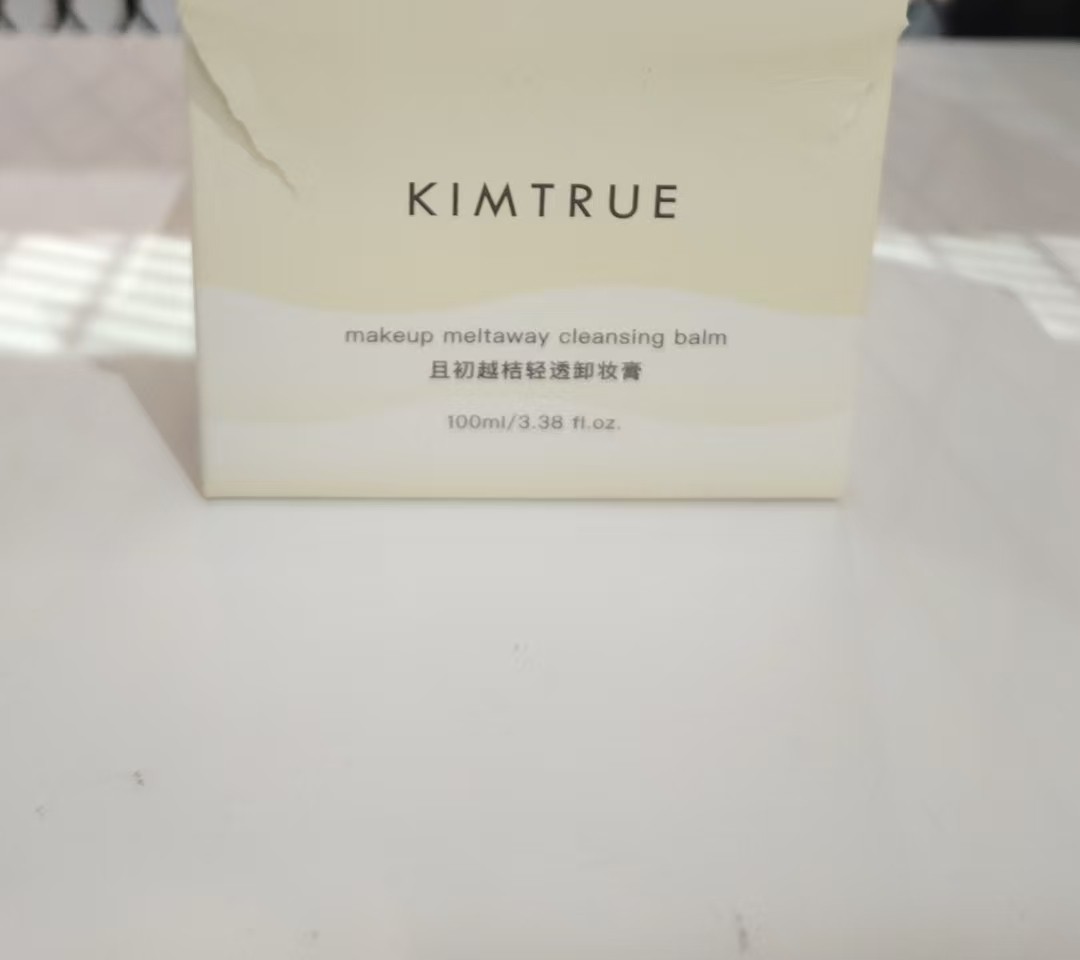 KIMTRUE
makeup meltaway cleansing balm
且初越桔轻透卸妆膏
100ml/3.38 fl.oz.